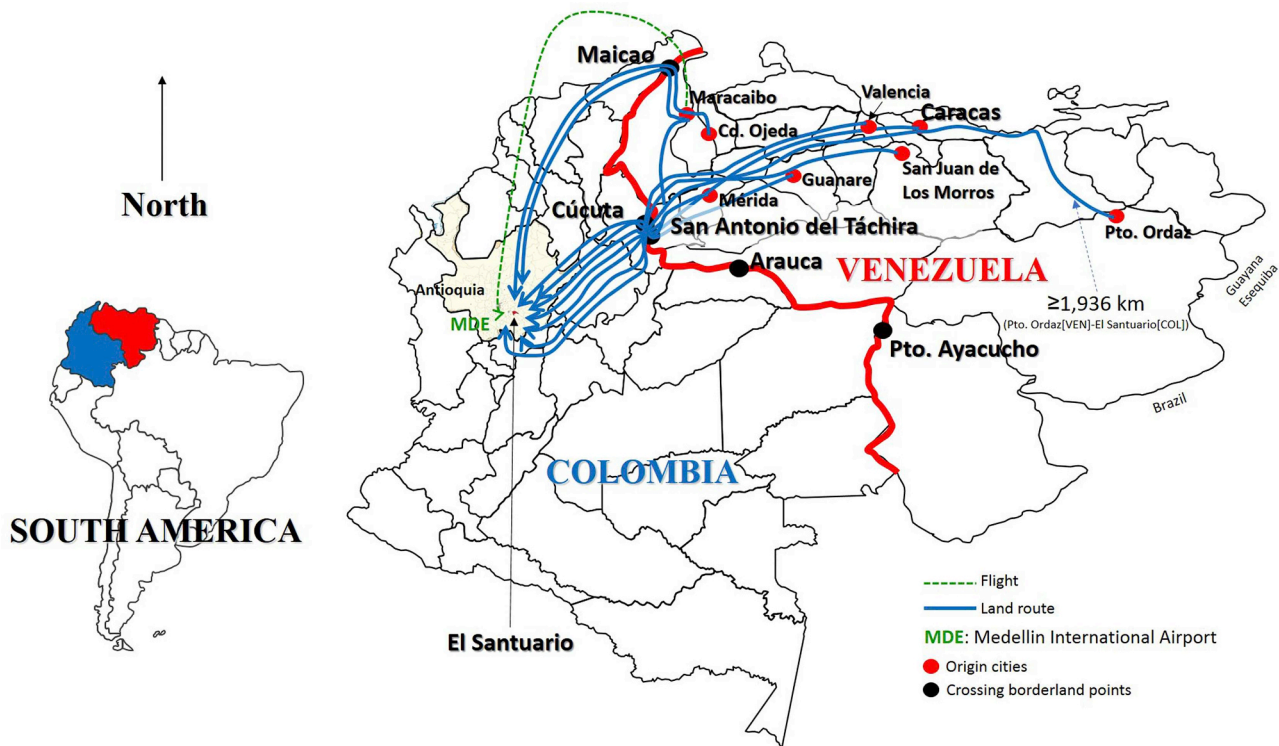 Maicao
Maracaibo
Valencia
Caracas
Cd. Ojeda
San Juan de
Los Morros
Guanare
Mérida
North
Cúcuta
San Antonio del Táchira
Pto. Ordaz
Arauca
VENEZUELA
Guayana
Esequiba
Antioquia
≥1,936 km
(Pto. Ordaz[VEN]-El Santuario[COL])
MDE
Pto. Ayacucho
Brazil
COLOMBIA
SOUTH AMERICA
El Santuario
Flight
Land route
MDE: Medellin International Airport
Origin cities
Crossing borderland points